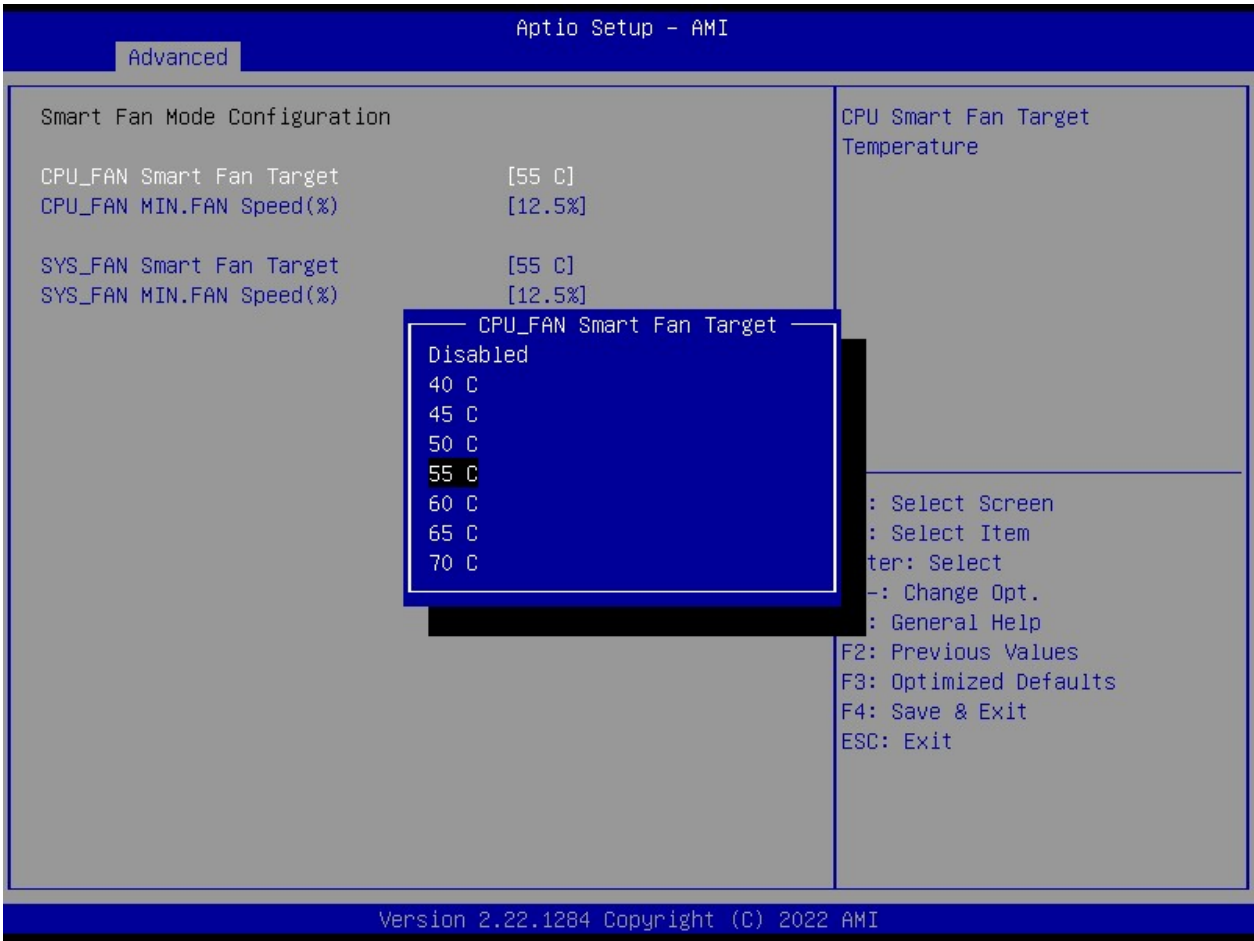 Aptio Setup - AMI
Advanced
Smart Fan Mode Configuration
CPU_FAN Smart Fan Target [55 C]
CPU_FAN MIN.FAN Speed(%) [12.5%]
SYS_FAN Smart Fan Target [55 C]
SYS_FAN MIN.FAN Speed(%) [12.5%]
CPU_FAN Smart Fan Target
Disabled
40 C
45 C
50 C
55 C
60 C
65 C
70 C
CPU Smart Fan Target
Temperature
: Select Screen
: Select Item
ter: Select
-: Change Opt.
: General Help
F2: Previous Values
F3: Optimized Defaults
F4: Save & Exit
ESC: Exit
Version 2.22.1284 Copyright (C) 2022 AMI